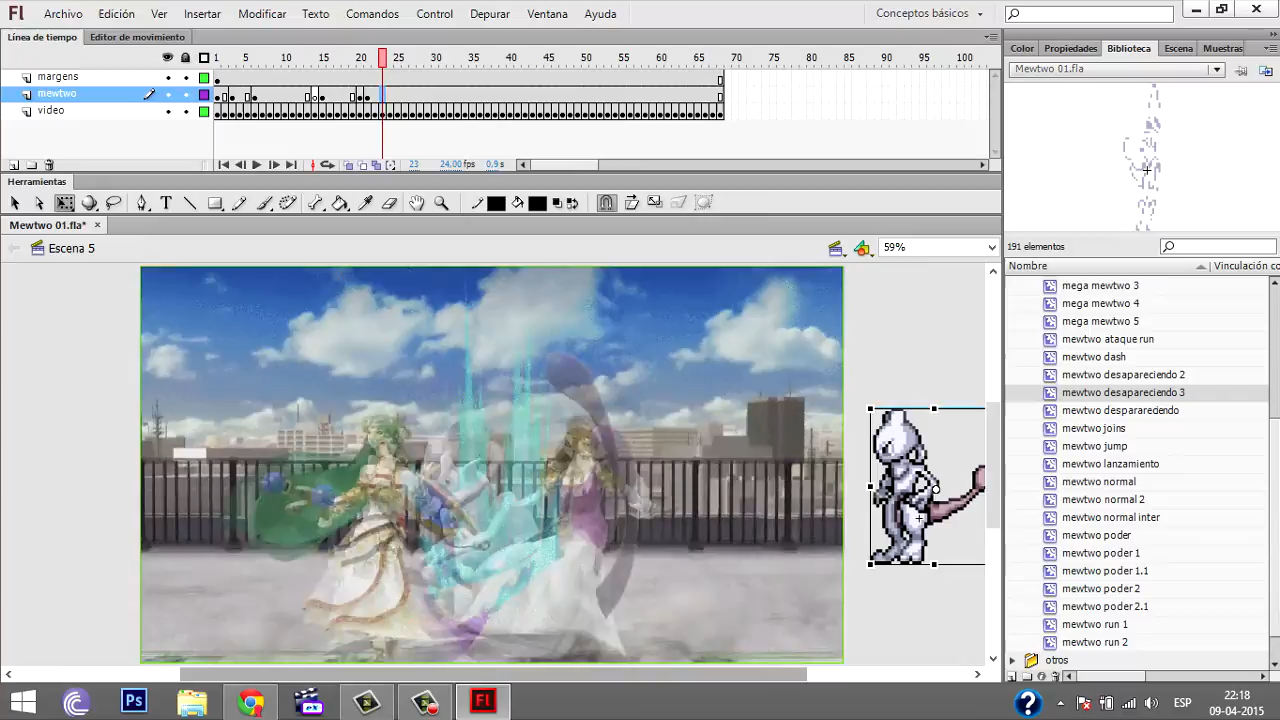 Fl Archivo Edición Ver Insertar Modificar Texto Comandos Control Depurar Ventana Ayuda Conceptos básicos
Línea de tiempo Editor de movimiento
Color Propiedades Biblioteca Escena Muestras
1 5 10 15 20 25 30 35 40 45 50 55 60 65 70 75 80 85 90 95 100
Mewtwo 01.fla
margens
mewtwo
video
23 24,00 fps 0,9 s
Herramientas
Mewtwo 01.fla* ×
Escena 5 59%
191 elementos
Nombre Vinculación co
mega mewtwo 3
mega mewtwo 4
mega mewtwo 5
mewtwo ataque run
mewtwo dash
mewtwo desapareciendo 2
mewtwo desapareciendo 3
mewtwo despararedendo
mewtwo joins
mewtwo jump
mewtwo lanzamiento
mewtwo normal
mewtwo normal 2
mewtwo normal inter
mewtwo poder
mewtwo poder 1
mewtwo poder 1.1
mewtwo poder 2
mewtwo poder 2.1
mewtwo run 1
mewtwo run 2
otros
Ps Fl ? ESP 22:18
09-04-2015